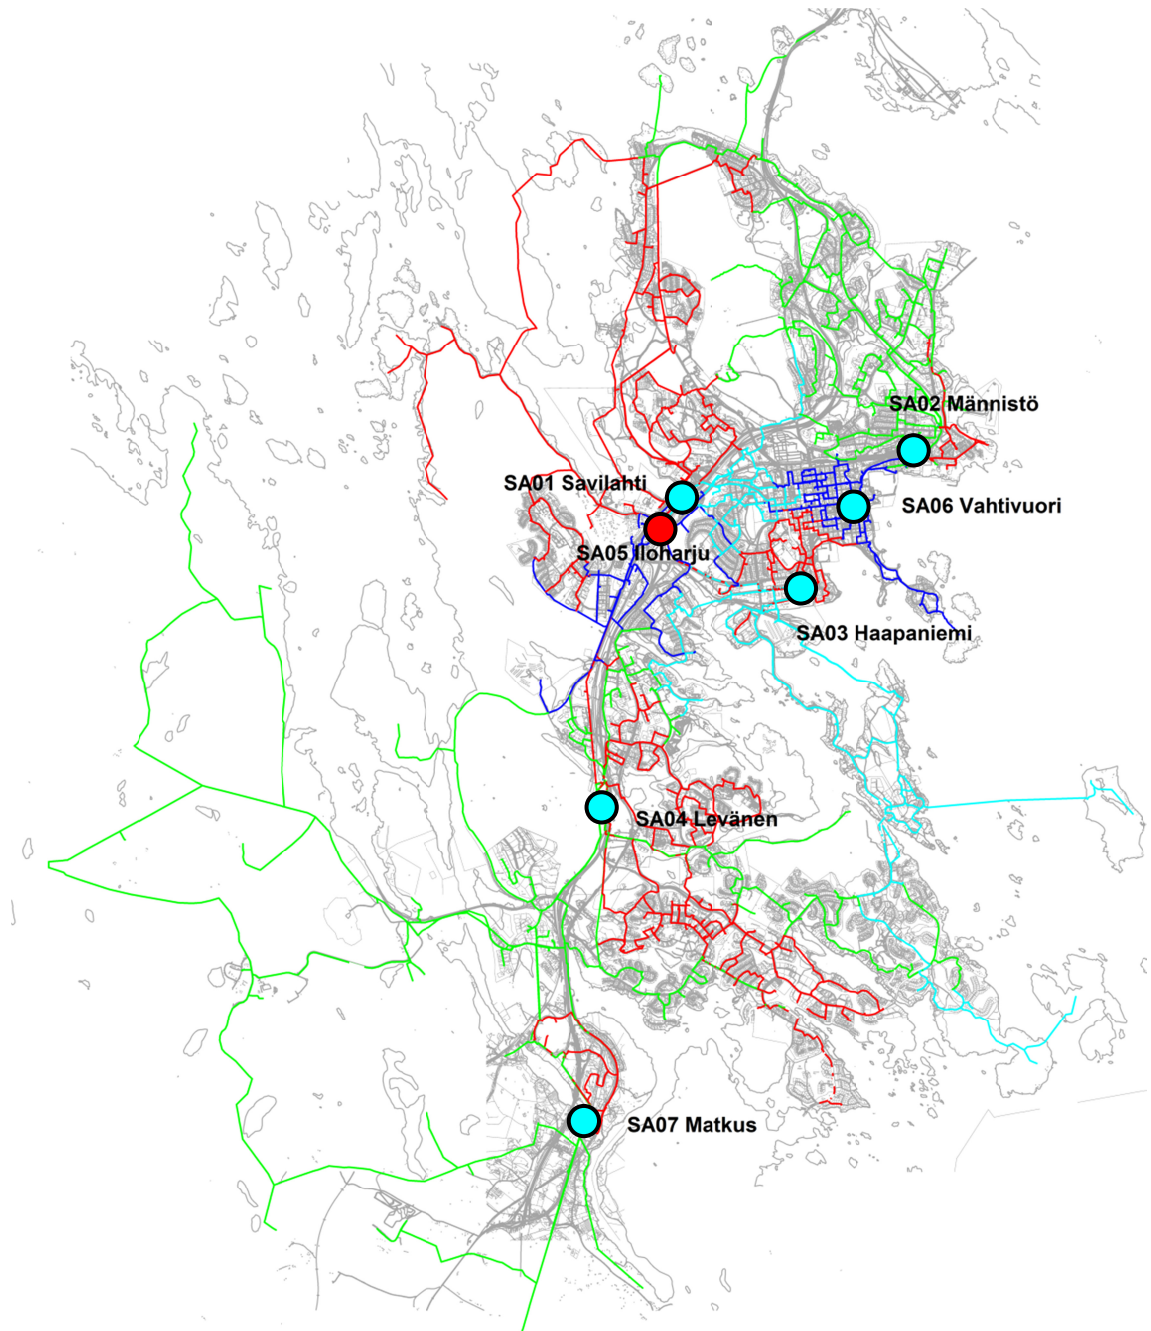 SA02 Männistö
SA01 Savilahti
SA06 Vahtivuori
SA05 Iloharju
SA03 Haapaniemi
SA04 Levänen
SA07 Matkus